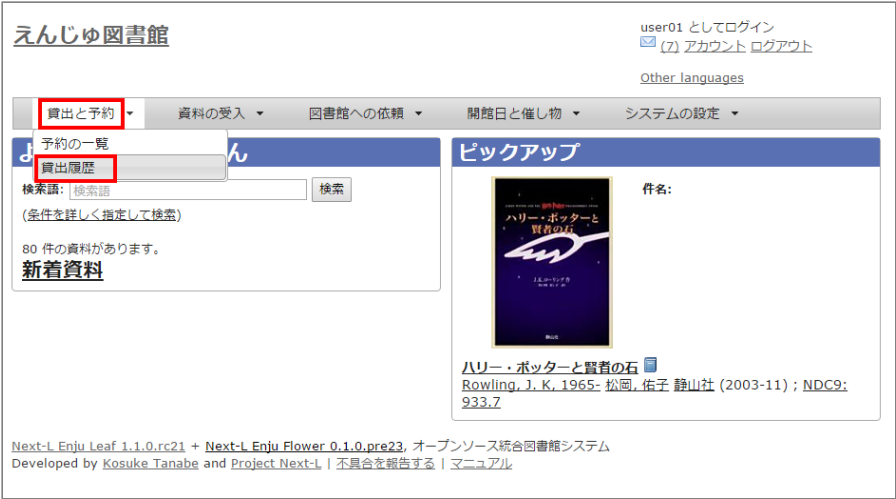 えんじゅ図書館
user01 としてログイン
(7) アカウント ログアウト
Other languages
貸出と予約 ▼ 資料の受入 ▼ 図書館への依頼 ▼ 開館日と催し物 ▼ システムの設定 ▼
予約の一覧
貸出履歴
よ
ん
検索語: 検索語 検索
(条件を詳しく指定して検索)
80 件の資料があります。
新着資料
ピックアップ
ハリー・ポッターと
賢者の石
J.K.ローリング 作
静山社
件名:
ハリー・ポッターと賢者の石
Rowling, J. K, 1965- 松岡, 佑子 静山社 (2003-11) ; NDC9:
933.7
Next-L Enju Leaf 1.1.0.rc21 + Next-L Enju Flower 0.1.0.pre23, オープンソース統合図書館システム
Developed by Kosuke Tanabe and Project Next-L | 不具合を報告する | マニュアル